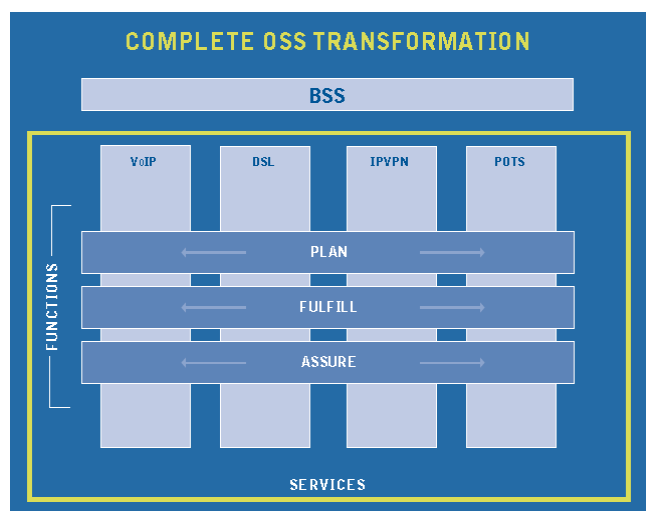 COMPLETE OSS TRANSFORMATION
BSS
VoIP DSL IPVPN POTS
PLAN
FULFILL
ASSURE
FUNCTIONS
SERVICES